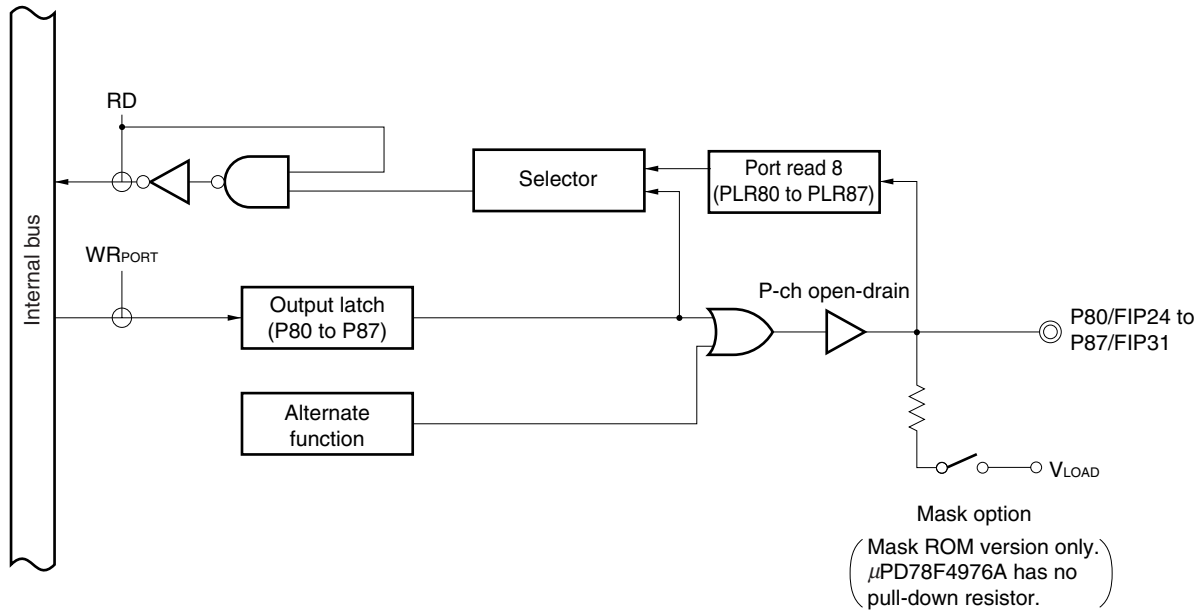 RD
Internal bus
Selector
Port read 8
(PLR80 to PLR87)
WRPORT
Output latch
(P80 to P87)
P-ch open-drain
P80/FIP24 to
P87/FIP31
Alternate
function
VLOAD
Mask option
Mask ROM version only.
μPD78F4976A has no
pull-down resistor.